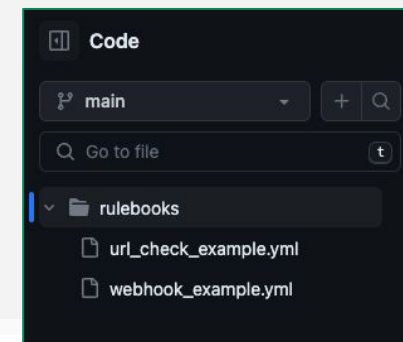 Code
main
Go to file
t
rulebooks
url_check_example.yml
webhook_example.yml